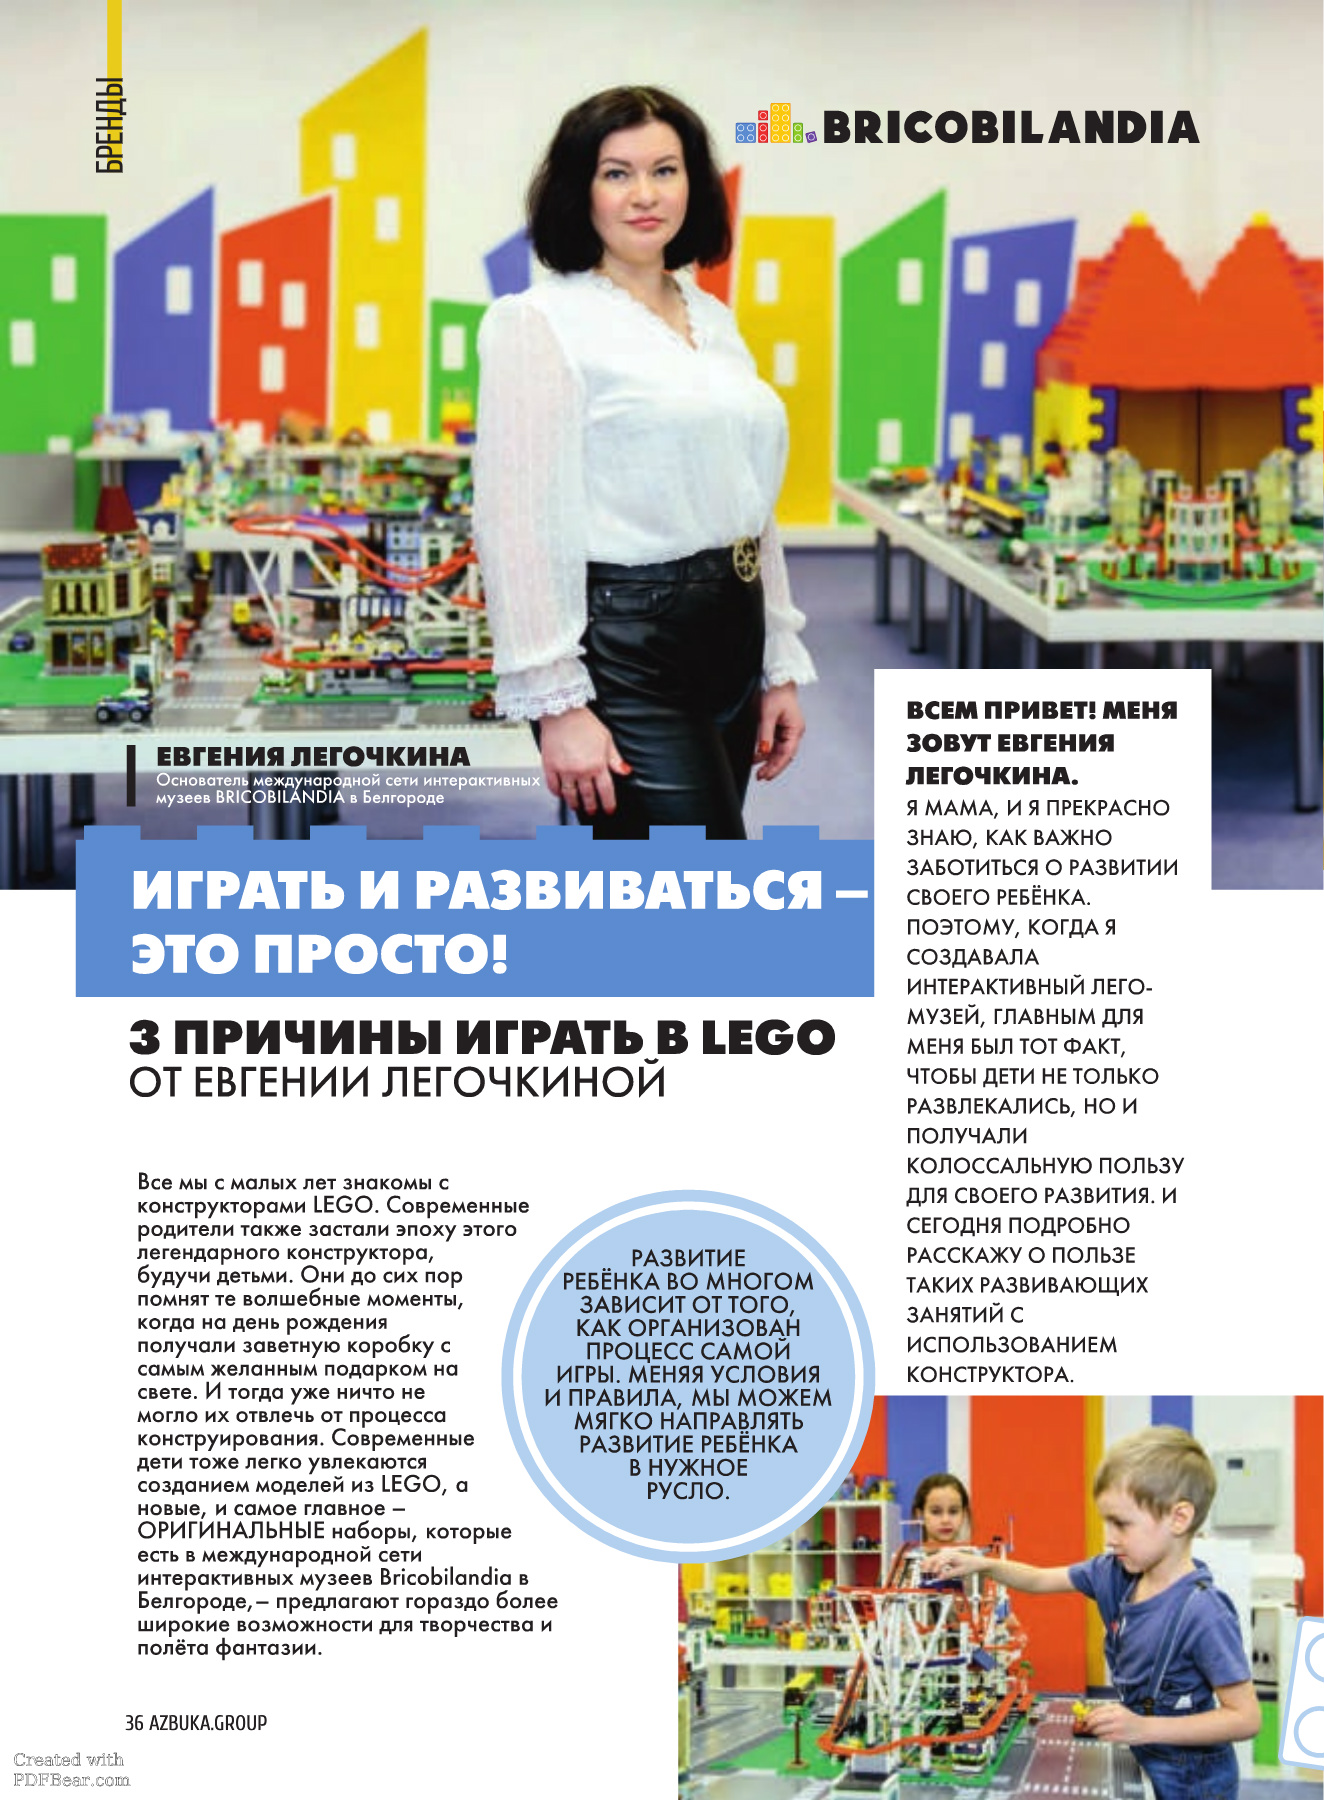 БРЕНДЫ
BRICOBILANDIA
ЕВГЕНИЯ ЛЕГОЧКИНА
Основатель международной сети интерактивных
музеев BRICOBILANDIA в Белгороде
ИГРАТЬ И РАЗВИВАТЬСЯ –
ЭТО ПРОСТО!
3 ПРИЧИНЫ ИГРАТЬ В LEGO
ОТ ЕВГЕНИИ ЛЕГОЧКИНОЙ
ВСЕМ ПРИВЕТ! МЕНЯ
ЗОВУТ ЕВГЕНИЯ
ЛЕГОЧКИНА.
Я МАМА, И Я ПРЕКРАСНО
ЗНАЮ, КАК ВАЖНО
ЗАБОТИТЬСЯ О РАЗВИТИИ
СВОЕГО РЕБЁНКА.
ПОЭТОМУ, КОГДА Я
СОЗДАВАЛА
ИНТЕРАКТИВНЫЙ ЛЕГО-
МУЗЕЙ, ГЛАВНЫМ ДЛЯ
МЕНЯ БЫЛ ТОТ ФАКТ,
ЧТОБЫ ДЕТИ НЕ ТОЛЬКО
РАЗВЛЕКАЛИСЬ, НО И
ПОЛУЧАЛИ
КОЛОССАЛЬНУЮ ПОЛЬЗУ
ДЛЯ СВОЕГО РАЗВИТИЯ. И
СЕГОДНЯ ПОДРОБНО
РАССКАЖУ О ПОЛЬЗЕ
ТАКИХ РАЗВИВАЮЩИХ
ЗАНЯТИЙ С
ИСПОЛЬЗОВАНИЕМ
КОНСТРУКТОРА.
Все мы с малых лет знакомы с
конструкторами LEGO. Современные
родители также застали эпоху этого
легендарного конструктора,
будучи детьми. Они до сих пор
помнят те волшебные моменты,
когда на день рождения
получали заветную коробку с
самым желанным подарком на
свете. И тогда уже ничто не
могло их отвлечь от процесса
конструирования. Современные
дети тоже легко увлекаются
созданием моделей из LEGO, а
новые, и самое главное –
ОРИГИНАЛЬНЫЕ наборы, которые
есть в международной сети
интерактивных музеев Bricobilandia в
Белгороде,– предлагают гораздо более
широкие возможности для творчества и
полёта фантазии.
РАЗВИТИЕ
РЕБЁНКА ВО МНОГОМ
ЗАВИСИТ ОТ ТОГО,
КАК ОРГАНИЗОВАН
ПРОЦЕСС САМОЙ
ИГРЫ. МЕНЯЯ УСЛОВИЯ
И ПРАВИЛА, МЫ МОЖЕМ
МЯГКО НАПРАВЛЯТЬ
РАЗВИТИЕ РЕБЁНКА
В НУЖНОЕ
РУСЛО.
36 AZBUKA.GROUP
Created with
PDFBear.com